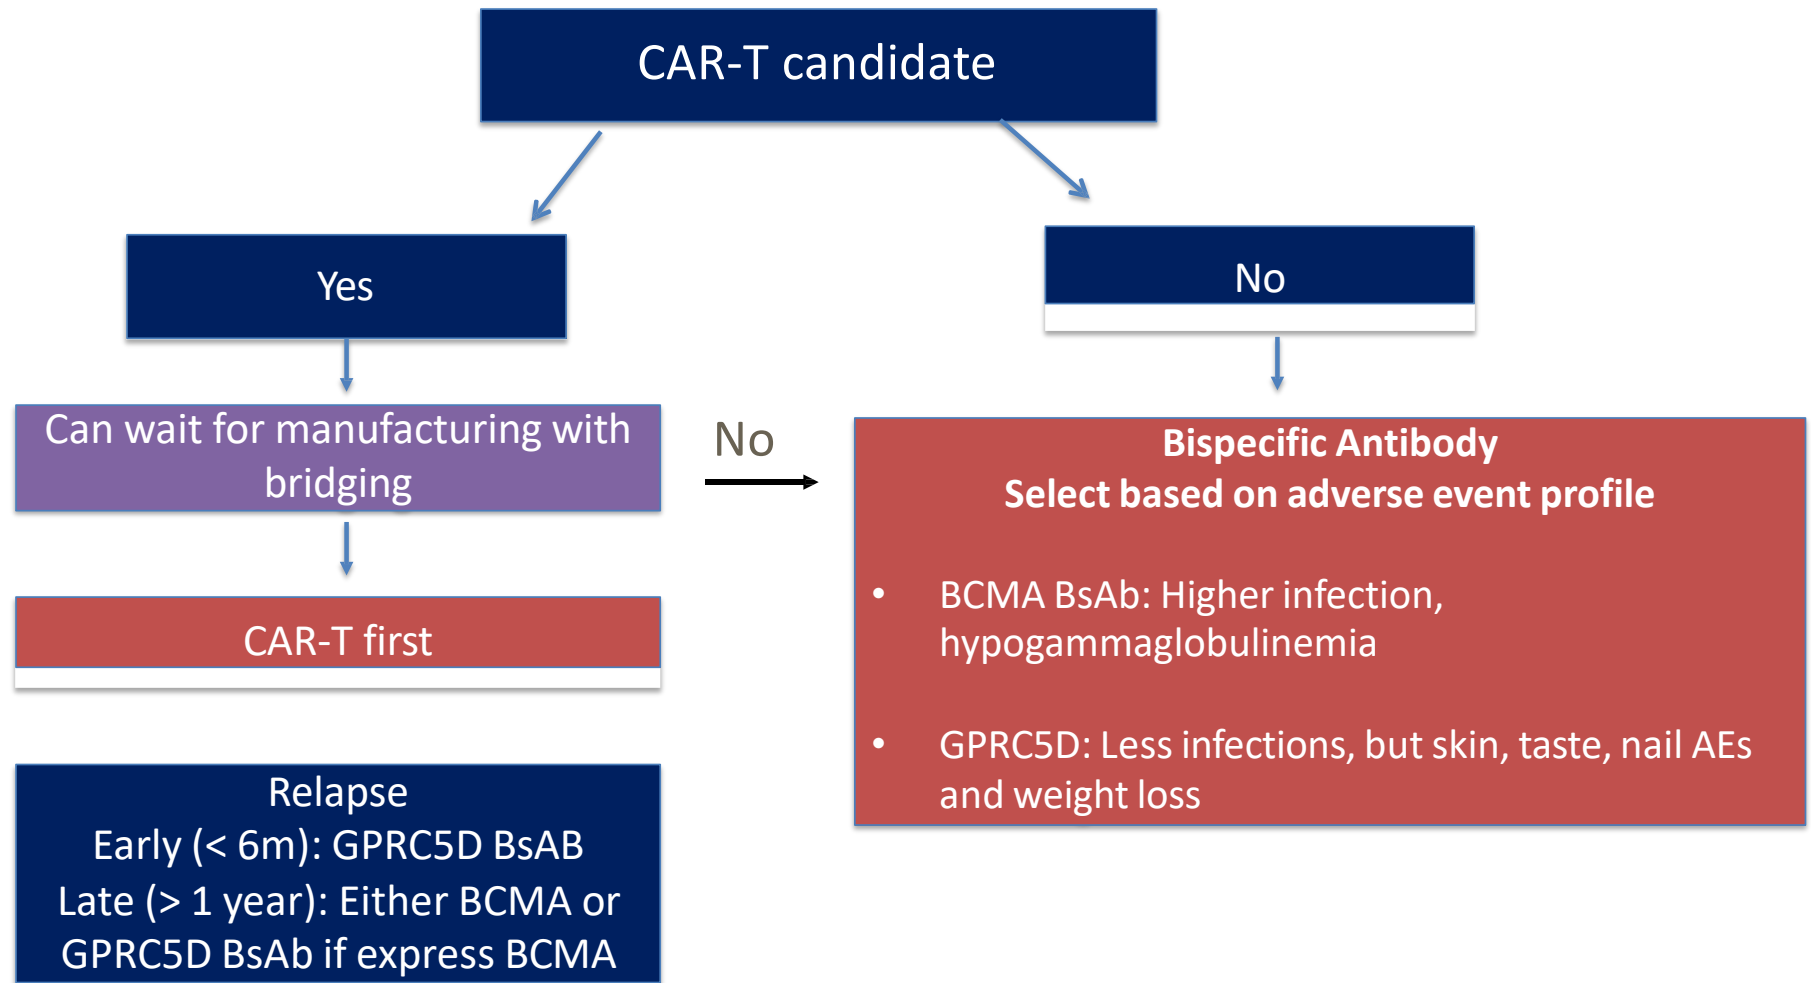 CAR-T candidate
Yes
No
Can wait for manufacturing with
bridging
No
CAR-T first
Relapse
Early (< 6m): GPRC5D BsAB
Late (> 1 year): Either BCMA or
GPRC5D BsAb if express BCMA
Bispecific Antibody
Select based on adverse event profile
• BCMA BsAb: Higher infection,
hypogammaglobulinemia
• GPRC5D: Less infections, but skin, taste, nail AEs
and weight loss